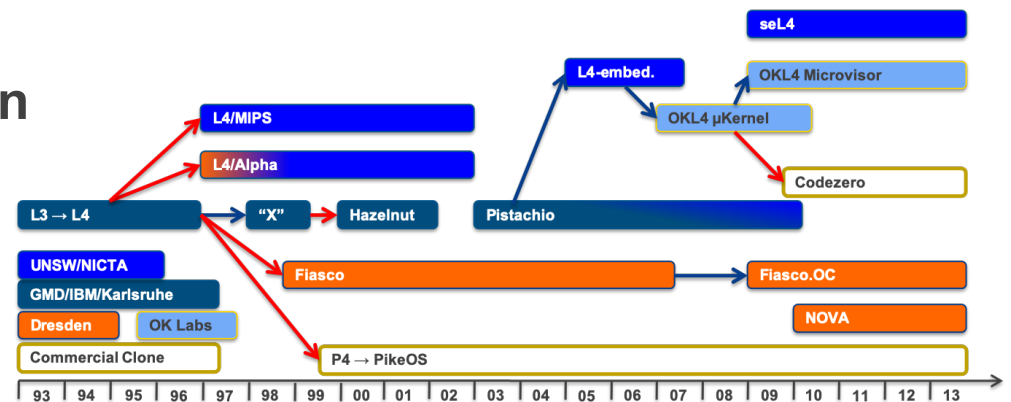 n
seL4
L4-embed.
OKL4 Microvisor
L4/MIPS
OKL4 µKernel
L4/Alpha
Codezero
L3 → L4
“X”
Hazelnut
Pistachio
UNSW/NICTA
Fiasco
Fiasco.OC
GMD/IBM/Karlsruhe
Dresden
OK Labs
NOVA
Commercial Clone
P4 → PikeOS
93 94 95 96 97 98 99 00 01 02 03 04 05 06 07 08 09 10 11 12 13